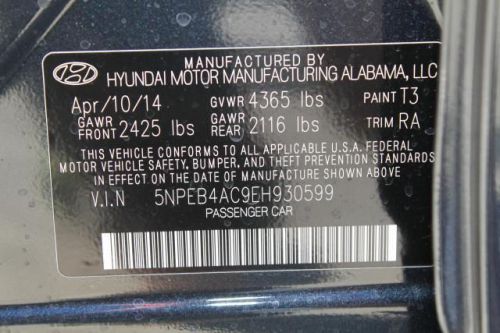 MANUFACTURED BY
HYUNDAI MOTOR MANUFACTURING ALABAMA, LLC
Apr/10/14 GVWR 4365 lbs PAINT T3
GAWR FRONT 2425 lbs GAWR REAR 2116 lbs TRIM RA
THIS VEHICLE CONFORMS TO ALL APPLICABLE U.S.A. FEDERAL
MOTOR VEHICLE SAFETY, BUMPER, AND THEFT PREVENTION STANDARDS
IN EFFECT ON THE DATE OF MANUFACTURE SHOWN ABOVE
V.I.N 5NPEB4AC9EH930599
PASSENGER CAR